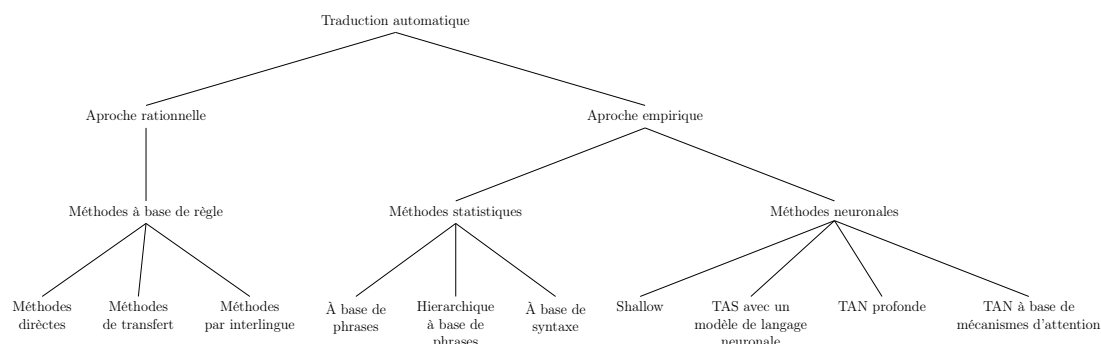 Traduction automatique
Aproche rationnelle
Aproche empirique
Méthodes à base de règle
Méthodes statistiques
Méthodes neuronales
Méthodes
dirèctes
Méthodes
de transfert
Méthodes
par interlingue
À base de
phrases
Hierarchique
à base de
phrases
À base de
syntaxe
Shallow
TAS avec un
modèle de langage
neuronale
TAN profonde
TAN à base de
mécanismes d'attention